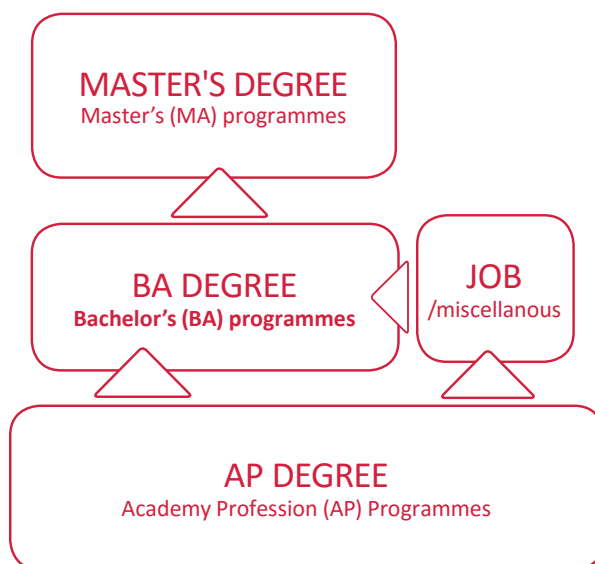 MASTER'S DEGREE
Master's (MA) programmes
BA DEGREE
Bachelor's (BA) programmes
JOB
/miscellanous
AP DEGREE
Academy Profession (AP) Programmes